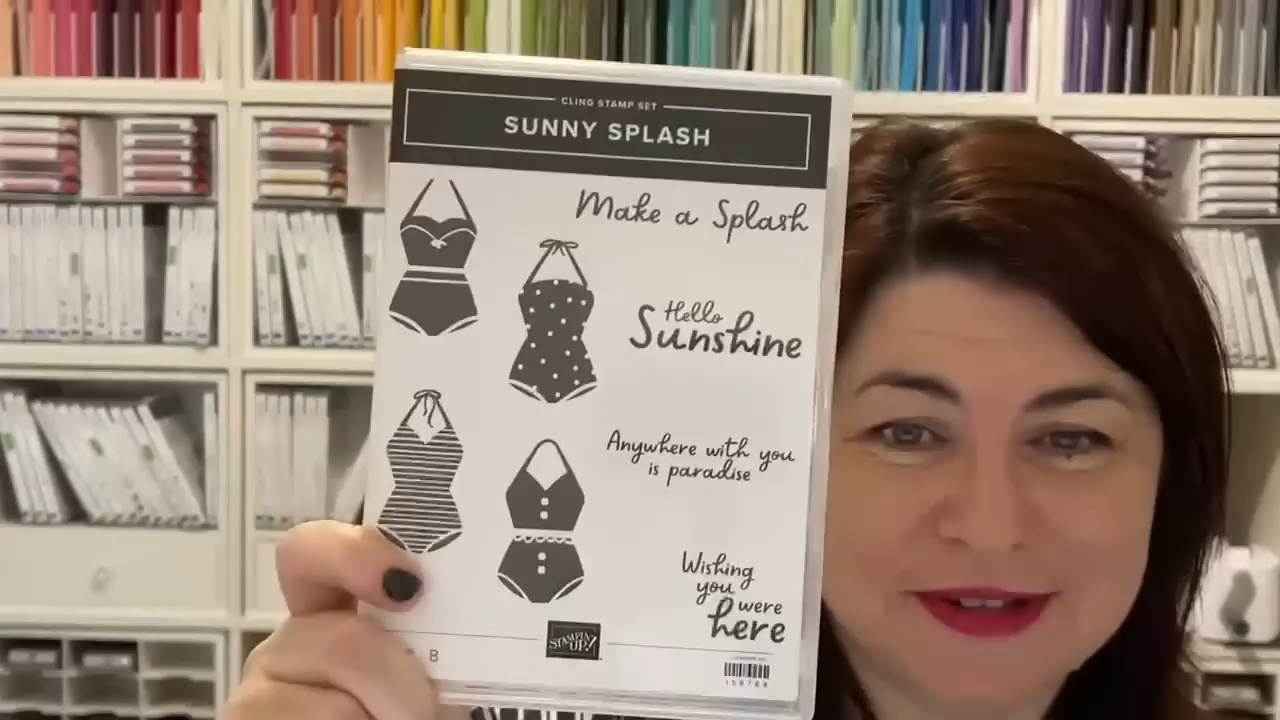 CLING STAMP SET
SUNNY SPLASH
Make a Splash
Hello
Sunshine
Anywhere with you
is paradise
Wishing
you were
here
8
STAMPIN'
UP!